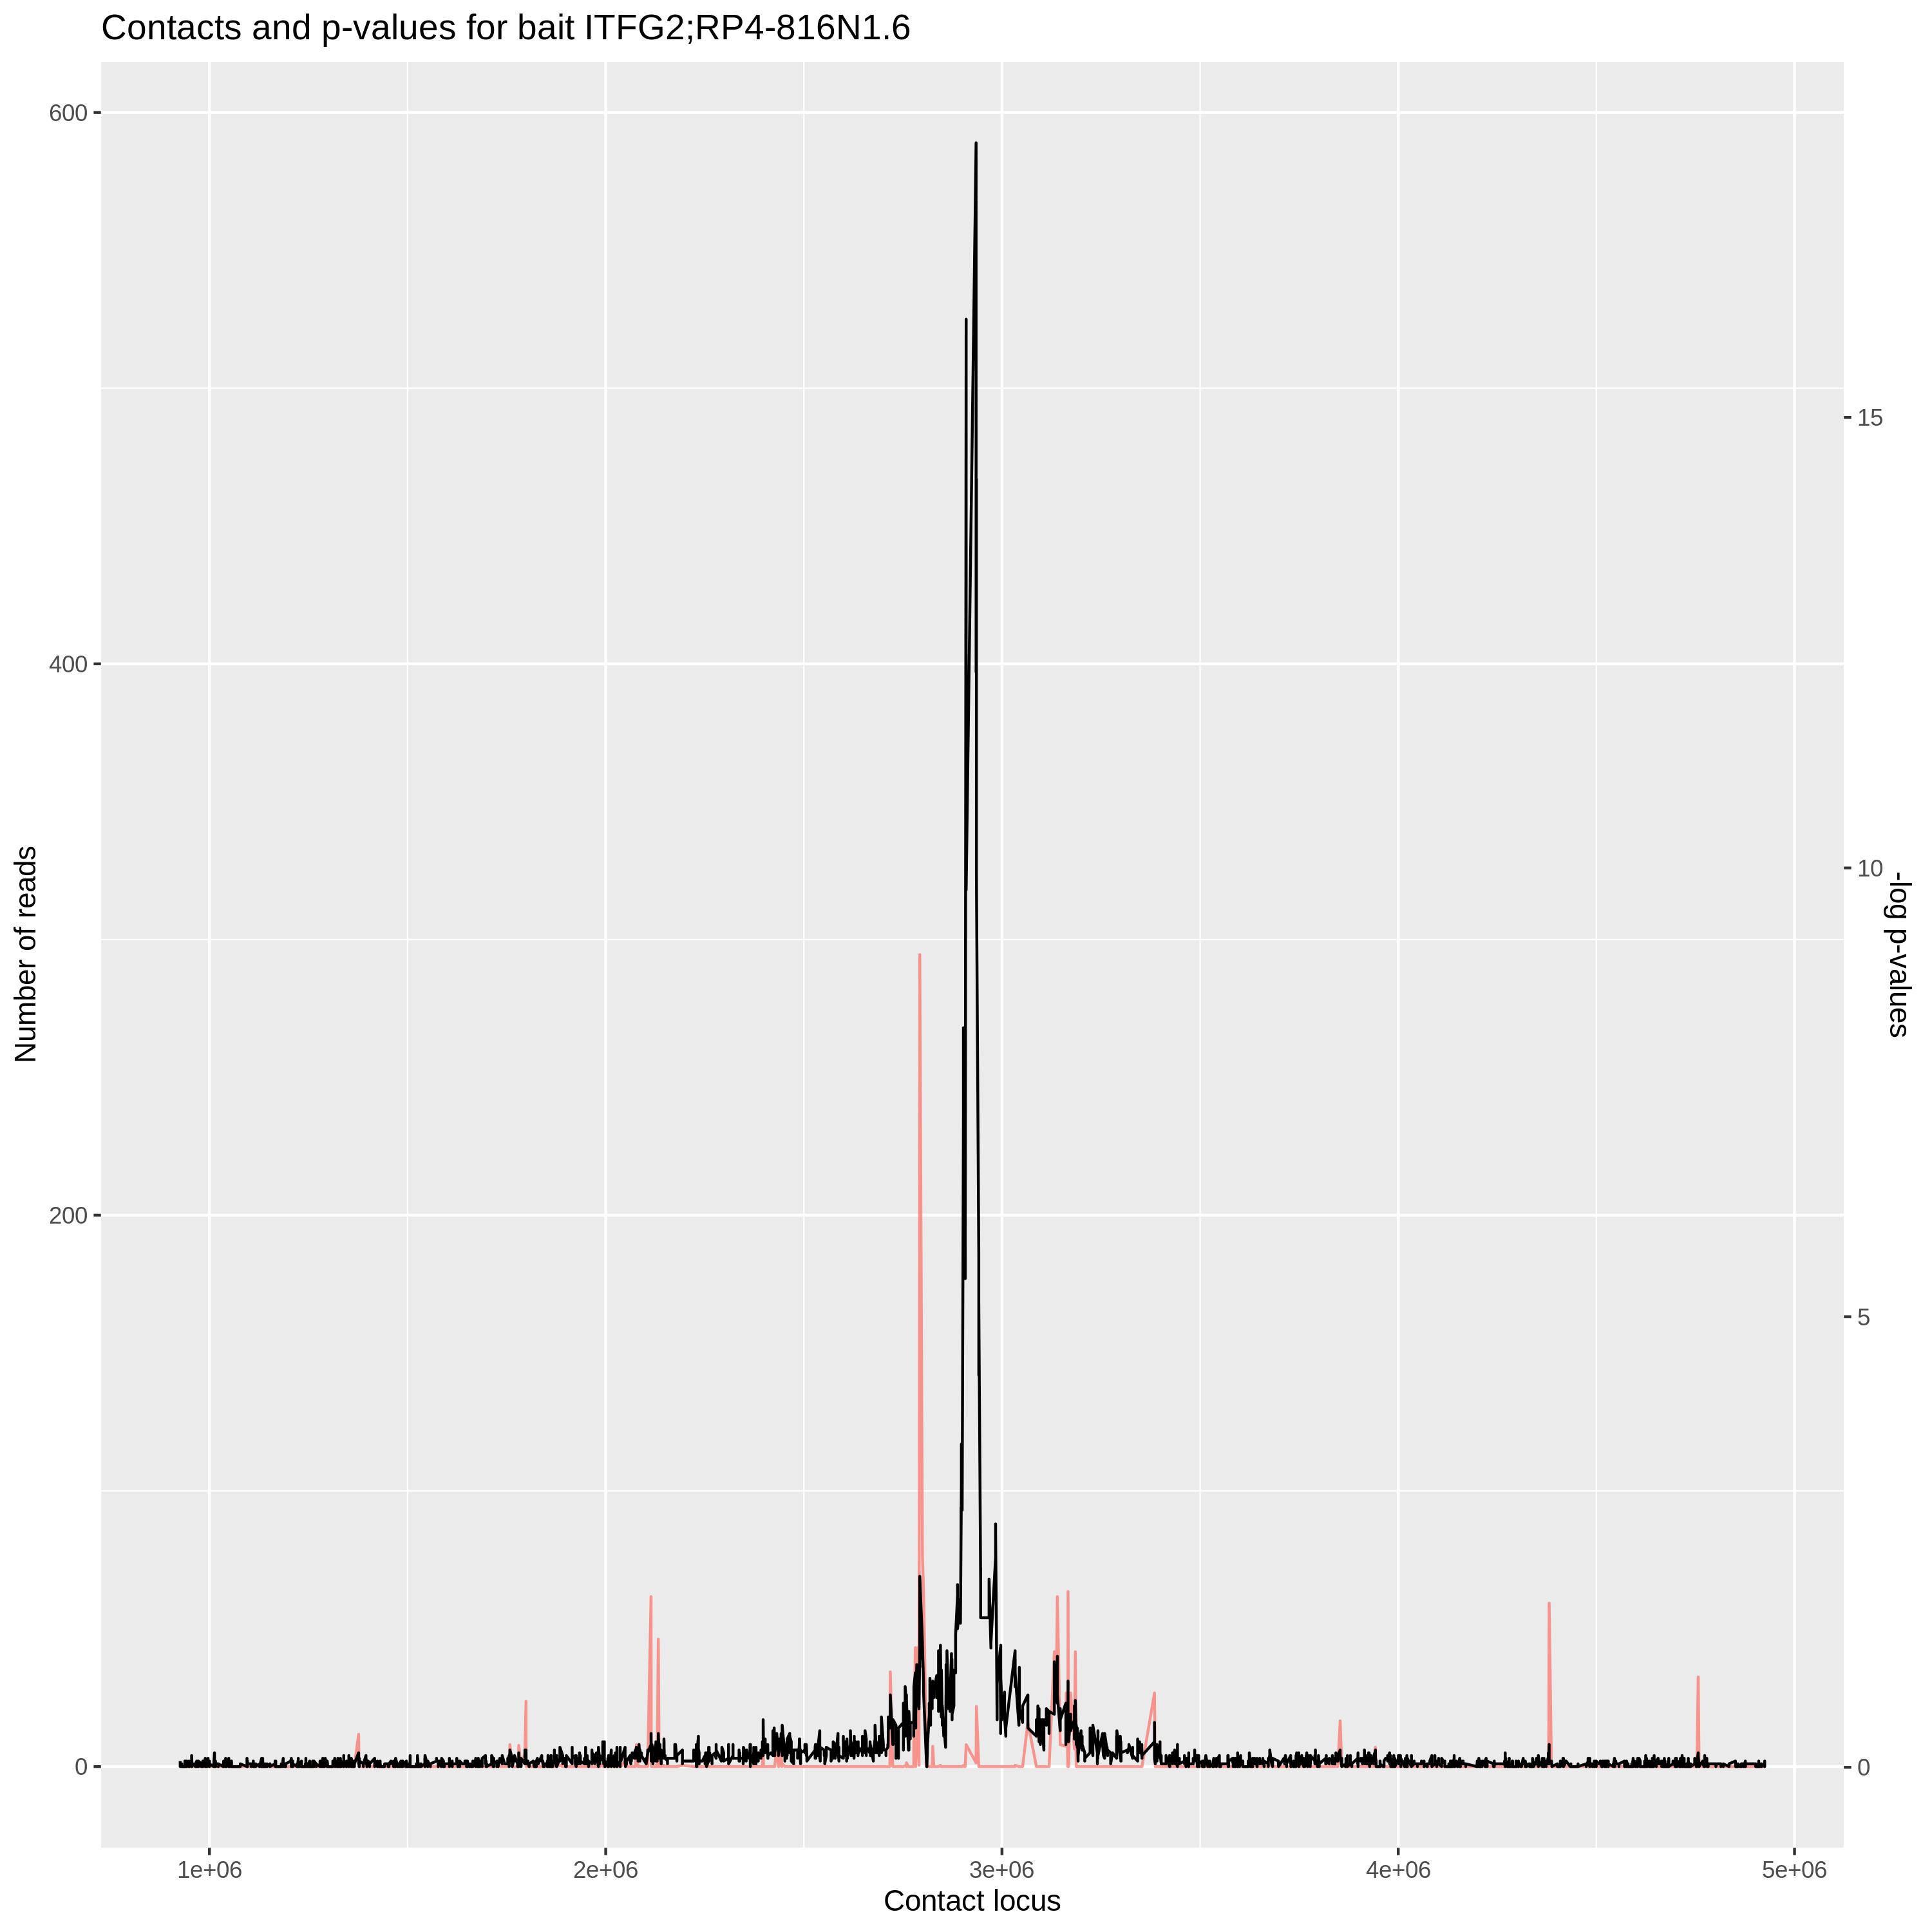 Contacts and p-values for bait ITFG2;RP4-816N1.6
600
400
200
0
Number of reads
15
10
5
0
-log p-values
1e+06 2e+06 3e+06 4e+06 5e+06
Contact locus